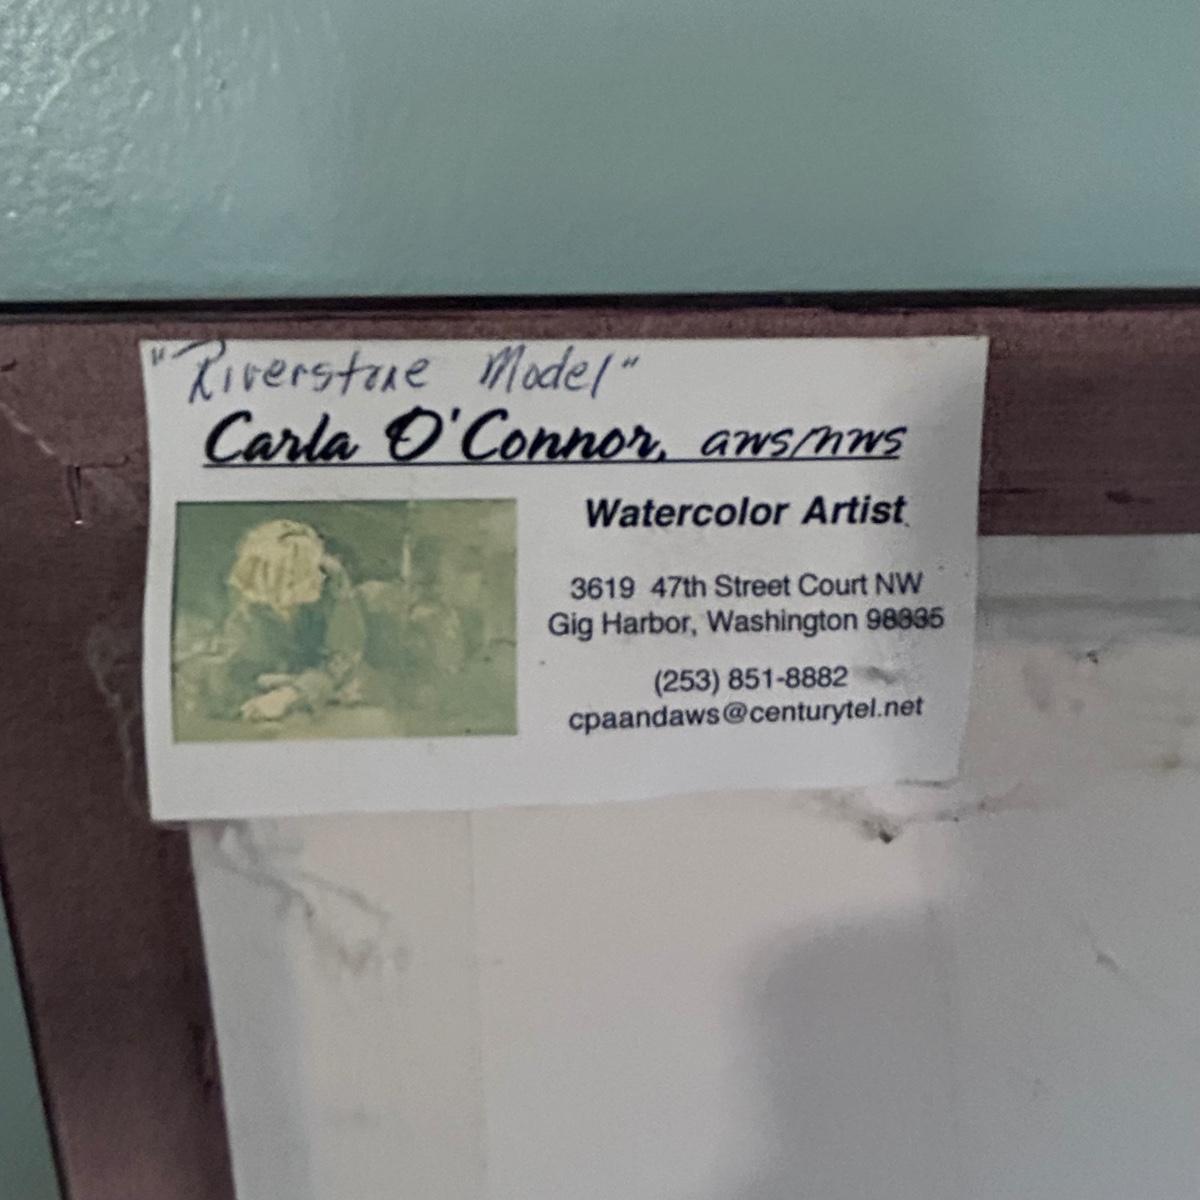 "Riverstone Model"
Carla O'Connor, aws/nws
Watercolor Artist
3619 47th Street Court NW
Gig Harbor, Washington 98335
(253) 851-8882
cpaandaws@centurytel.net